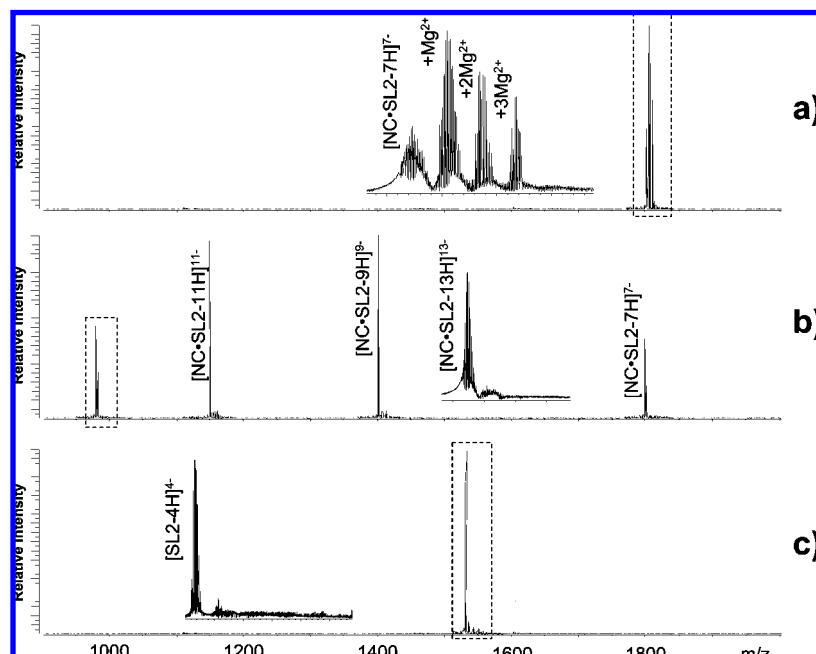 Relative Intensity
[NC•SL2-7H]7-
+Mg2+
+2Mg2+
+3Mg2+
a)
Relative Intensity
[NC•SL2-11H]11-
[NC•SL2-9H]9-
[NC•SL2-13H]13-
[NC•SL2-7H]7-
b)
Relative Intensity
[SL2-4H]4-
c)
1000 1200 1400 1600 1800 m/z